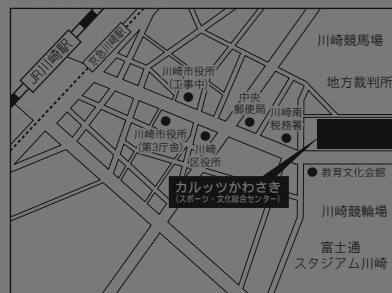 JR川崎駅
京急川崎駅
川崎競馬場
川崎市役所
(工事中)
地方裁判所
中央
郵便局
川崎南
税務署
川崎市役所
(第3庁舎)
川崎
区役所
カルッツかわさき
(スポーツ・文化総合センター)
教育文化会館
川崎競輪場
富士通
スタジアム川崎